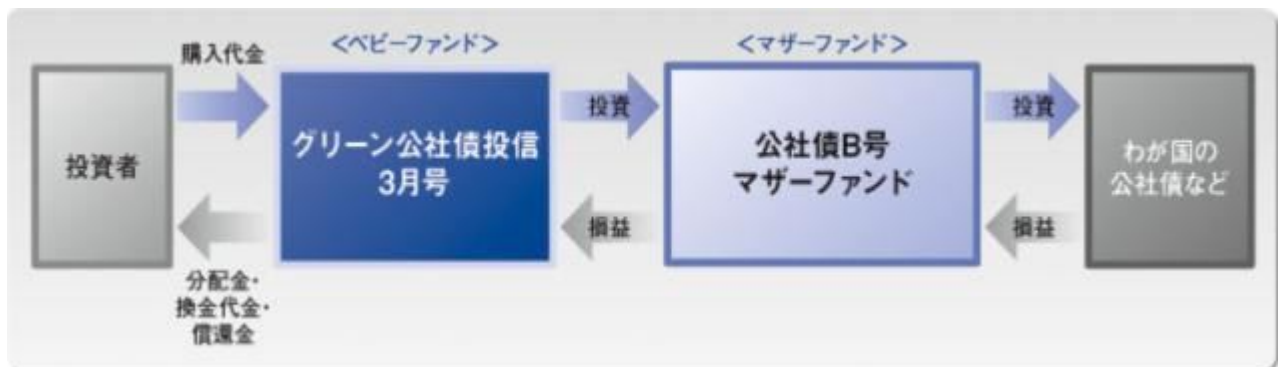 購入代金
<ベビーファンド>
<マザーファンド>
投資者
グリーン公社債投信
3月号
投資
公社債B号
マザーファンド
投資
わが国の
公社債など
損益
損益
分配金・
換金代金・
償還金